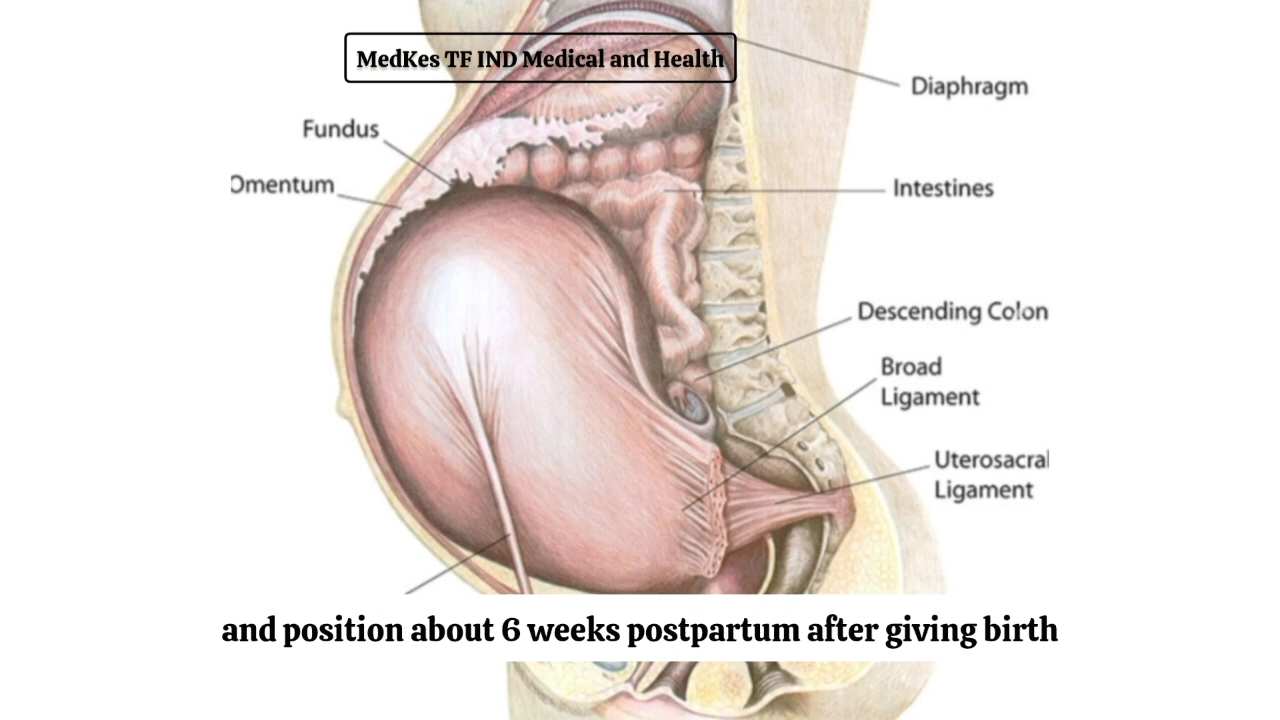 MedKes TF IND Medical and Health
Diaphragm
Fundus
Omentum
Intestines
Descending Colon
Broad
Ligament
Uterosacral
Ligament
and position about 6 weeks postpartum after giving birth